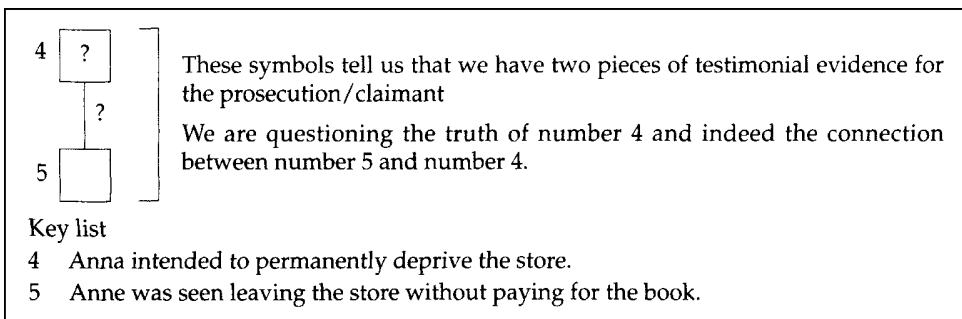 4 ?
These symbols tell us that we have two pieces of testimonial evidence for
the prosecution/claimant
?
We are questioning the truth of number 4 and indeed the connection
between number 5 and number 4.
5
Key list
4 Anna intended to permanently deprive the store.
5 Anne was seen leaving the store without paying for the book.